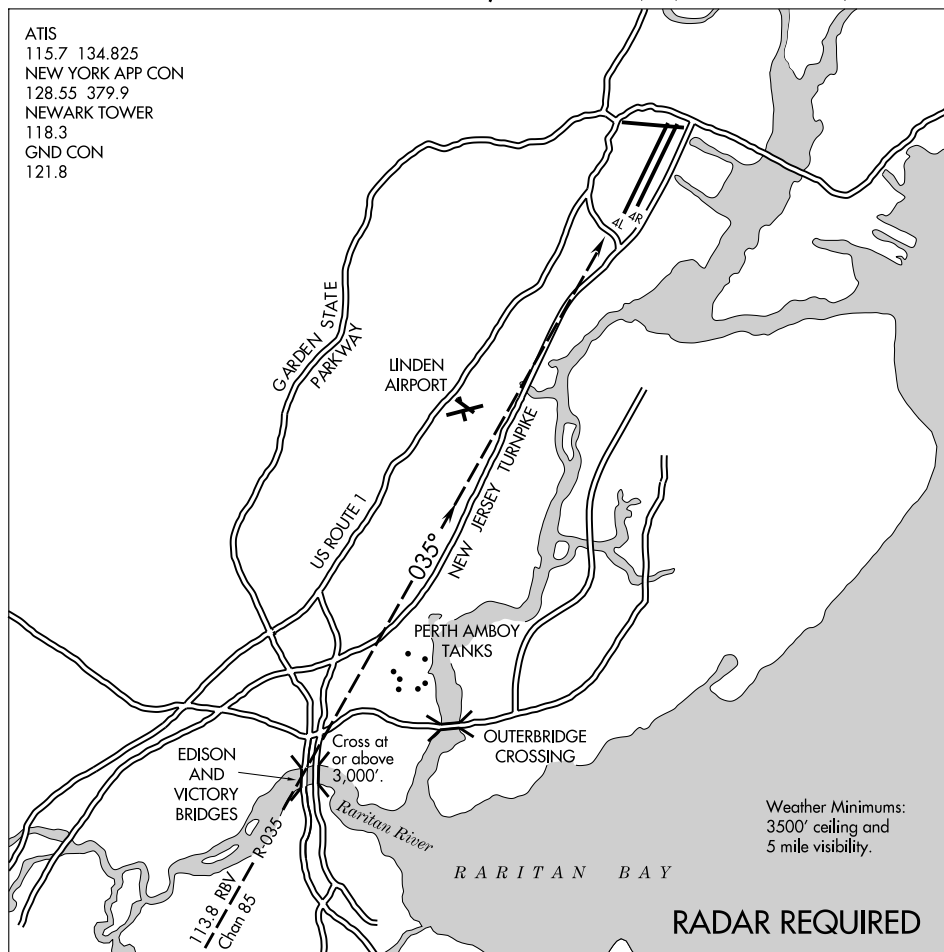 ATIS
115.7 134.825
NEW YORK APP CON
128.55 379.9
NEWARK TOWER
118.3
GND CON
121.8
4L
4R
GARDEN STATE
PARKWAY
LINDEN
AIRPORT
US ROUTE 1
035°
NEW JERSEY TURNPIKE
PERTH AMBOY
TANKS
OUTERBRIDGE
CROSSING
EDISON
AND
VICTORY
BRIDGES
Cross at
or above
3,000'.
Raritan River
113.8 RBV R-035
Chan 85
RARITAN BAY
Weather Minimums:
3500' ceiling and
5 mile visibility.
RADAR REQUIRED